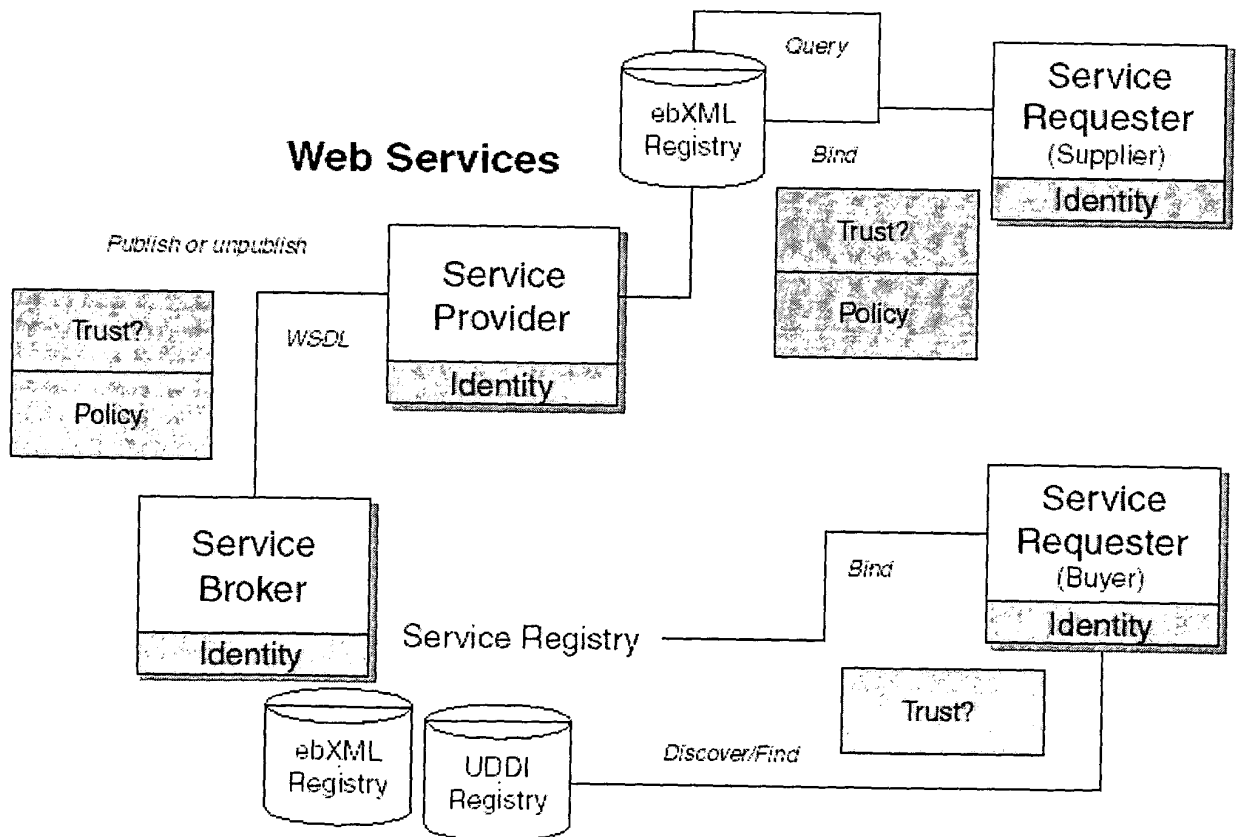 Query
Service
Requester
(Supplier)
Identity
ebXML
Registry
Bind
Web Services
Trust?
Policy
Publish or unpublish
Service
Provider
Identity
WSDL
Trust?
Policy
Service
Broker
Identity
Service
Requester
(Buyer)
Identity
Bind
Service Registry
Trust?
ebXML
Registry
UDDI
Registry
Discover/Find